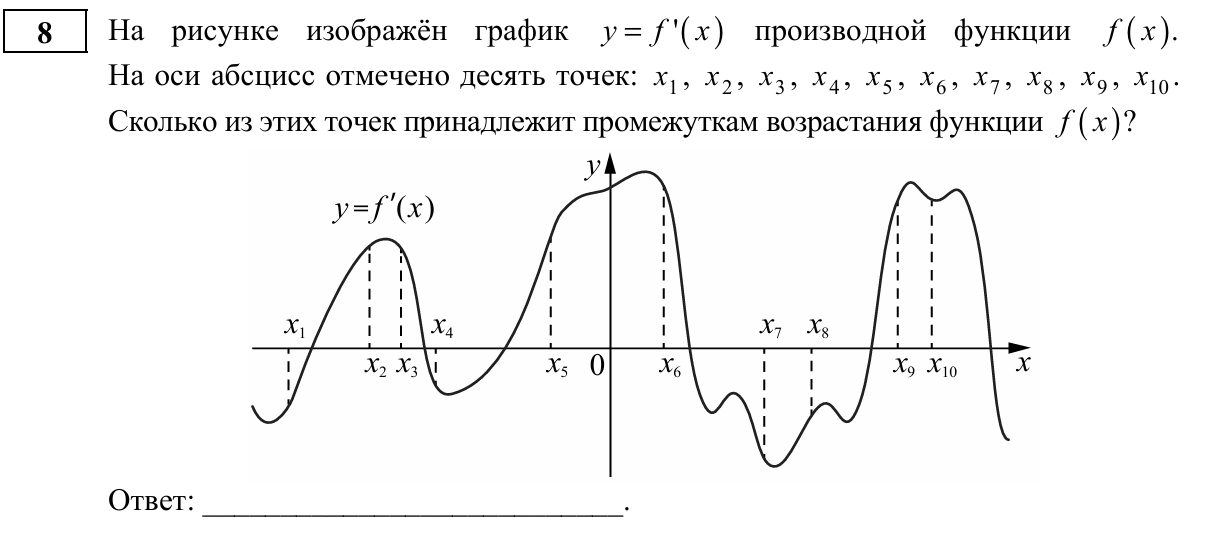 8
На рисунке изображён график y = f '(x) производной функции f(x).
На оси абсцисс отмечено десять точек: x₁, x₂, x₃, x₄, x₅, x₆, x₇, x₈, x₉, x₁₀.
Сколько из этих точек принадлежит промежуткам возрастания функции f(x)?
y
y=f′(x)
x₁ x₄ x₇ x₈
x₂ x₃ x₅ 0 x₆ x₉ x₁₀ x
Ответ: ____________________________.